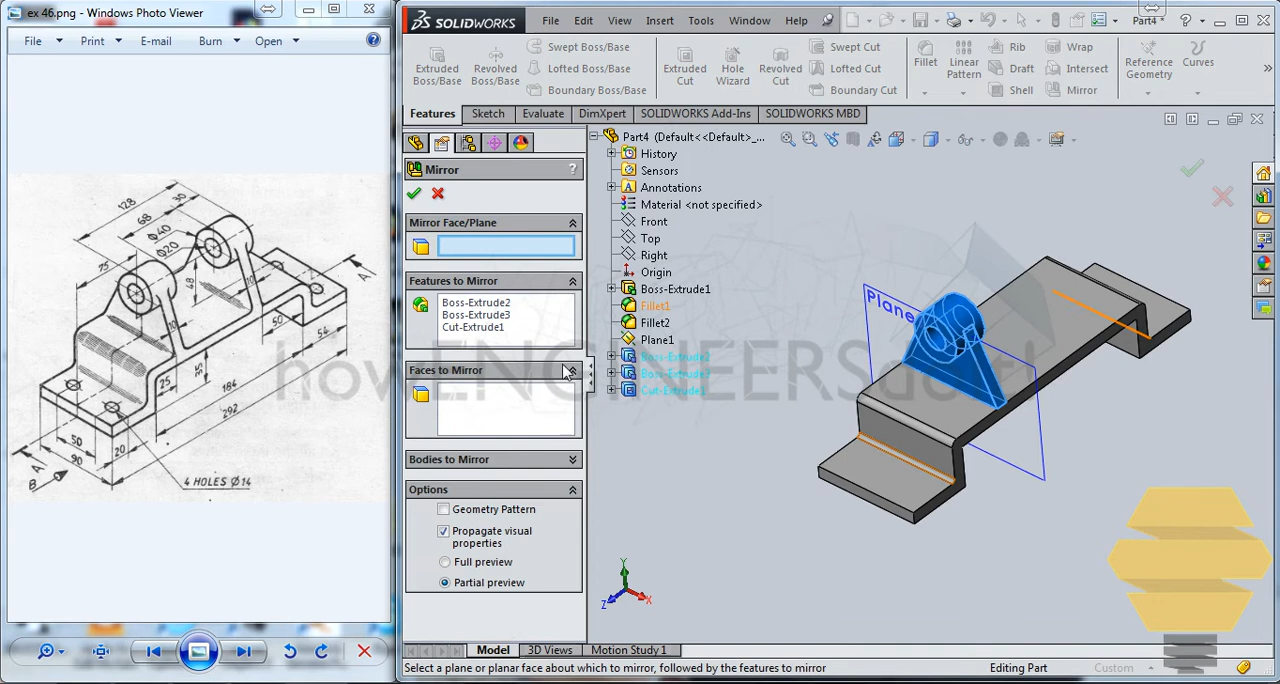 ex 46.png - Windows Photo Viewer
File Print E-mail Burn Open
128
68
30
Φ40
Φ20
75
48
10
50
54
25
55
184
292
50
90
20
4 HOLES Φ14
A
A
B
SOLIDWORKS
File Edit View Insert Tools Window Help
Part4 *
Extruded Boss/Base
Revolved Boss/Base
Swept Boss/Base
Lofted Boss/Base
Boundary Boss/Base
Extruded Cut
Hole Wizard
Revolved Cut
Swept Cut
Lofted Cut
Boundary Cut
Fillet
Linear Pattern
Rib
Draft
Shell
Wrap
Intersect
Mirror
Reference Geometry
Curves
Features Sketch Evaluate DimXpert SOLIDWORKS Add-Ins SOLIDWORKS MBD
Mirror
?
Mirror Face/Plane
Features to Mirror
Boss-Extrude2
Boss-Extrude3
Cut-Extrude1
Faces to Mirror
Bodies to Mirror
Options
Geometry Pattern
Propagate visual
properties
Full preview
Partial preview
Part4 (Default<<Default>_...
History
Sensors
Annotations
Material <not specified>
Front
Top
Right
Origin
Boss-Extrude1
Fillet1
Fillet2
Plane1
Boss-Extrude2
Boss-Extrude3
Cut-Extrude1
Plane
howENGINEERSdoit!
Y
Z
X
Model 3D Views Motion Study 1
Select a plane or planar face about which to mirror, followed by the features to mirror
Editing Part
Custom